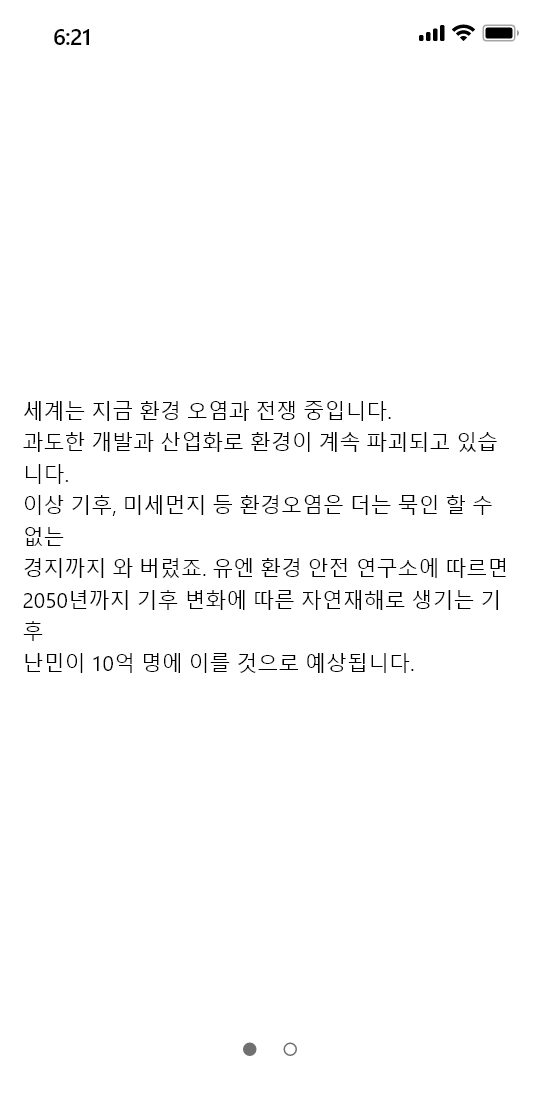 6:21
세계는 지금 환경 오염과 전쟁 중입니다.
과도한 개발과 산업화로 환경이 계속 파괴되고 있습
니다.
이상 기후, 미세먼지 등 환경오염은 더는 묵인 할 수
없는
경지까지 와 버렸죠. 유엔 환경 안전 연구소에 따르면
2050년까지 기후 변화에 따른 자연재해로 생기는 기
후
난민이 10억 명에 이를 것으로 예상됩니다.